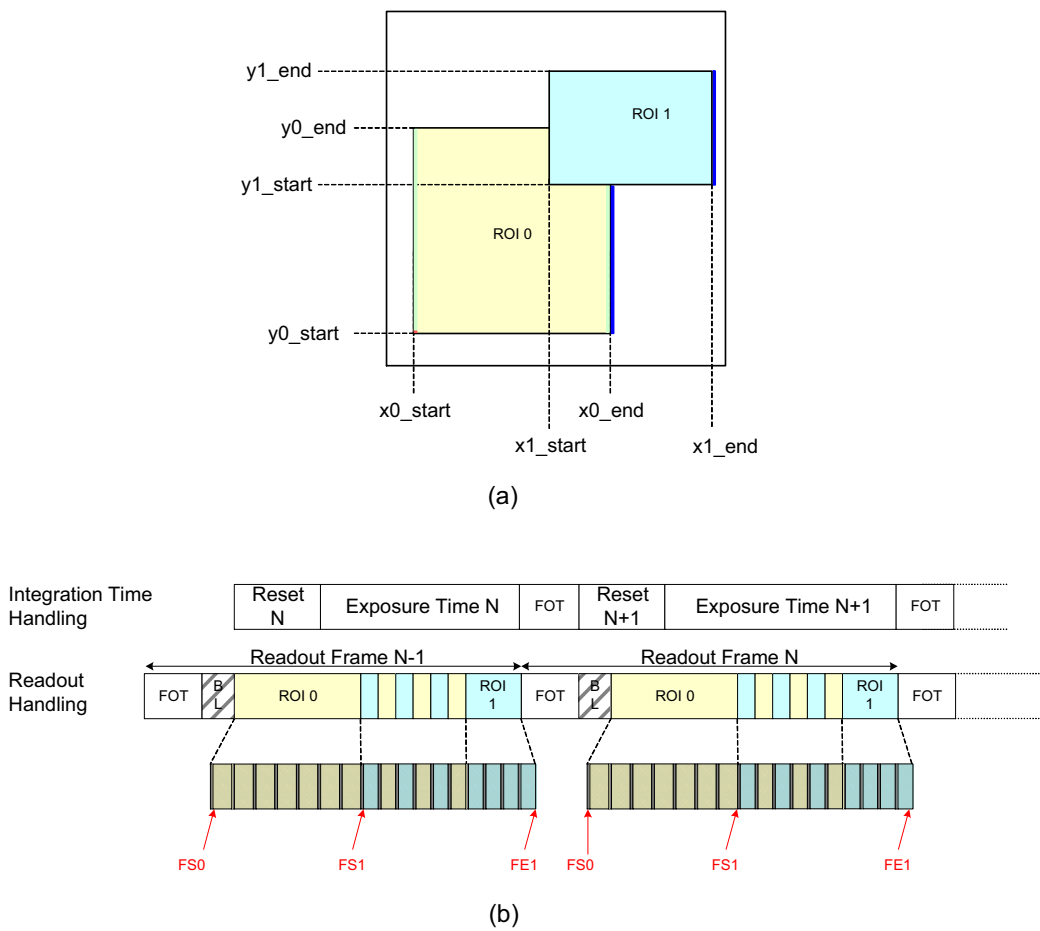 y1_end
ROI 1
y0_end
y1_start
ROI 0
y0_start
x0_start
x0_end
x1_start
x1_end
(a)
Integration Time
Handling
Reset
N
Exposure Time N
FOT
Reset
N+1
Exposure Time N+1
FOT
Readout Frame N-1
Readout Frame N
Readout
Handling
FOT
B
L
ROI 0
ROI
1
FOT
B
L
ROI 0
ROI
1
FOT
FS0
FS1
FE1
FS0
FS1
FE1
(b)